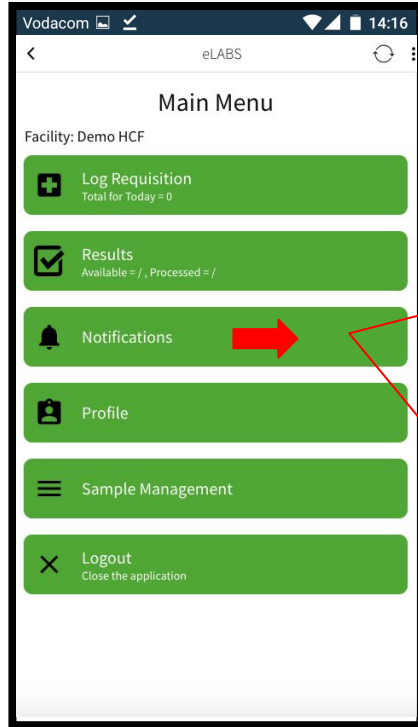 Vodacom 14:16
eLABS
Main Menu
Facility: Demo HCF
Log Requisition
Total for Today = 0
Results
Available = / , Processed = /
Notifications
Profile
Sample Management
Logout
Close the application